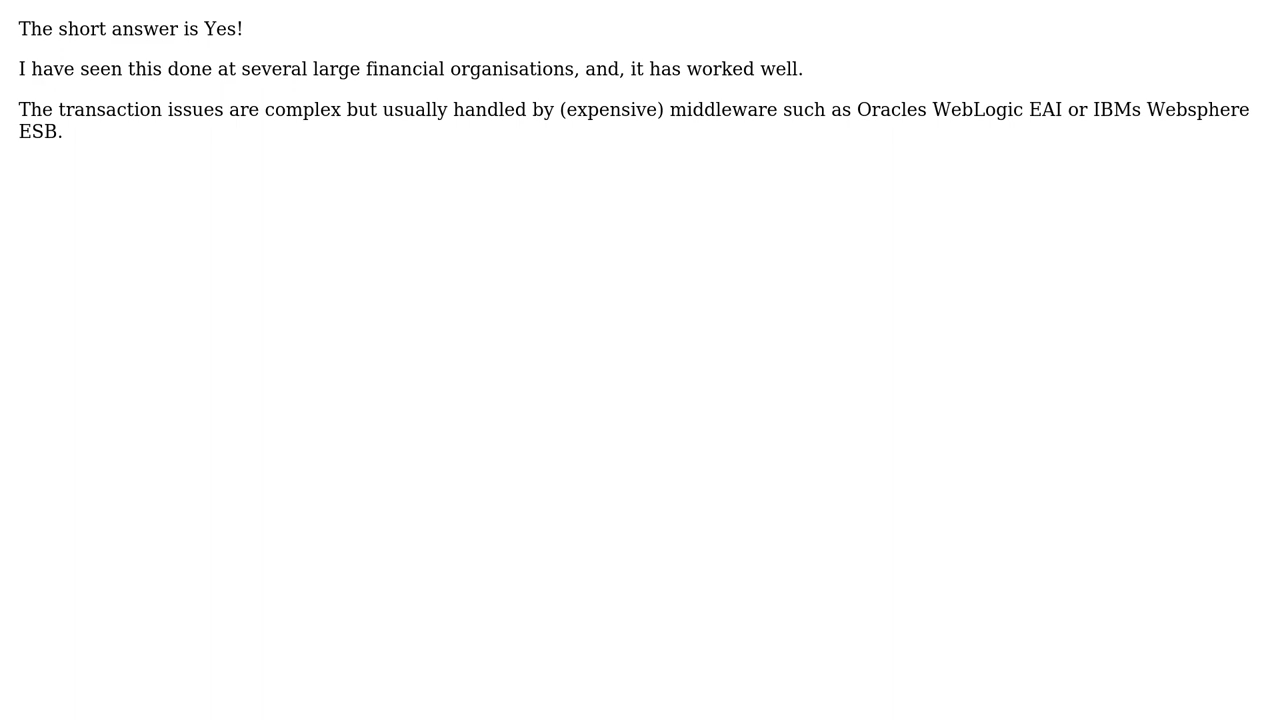 The short answer is Yes!
I have seen this done at several large financial organisations, and, it has worked well.
The transaction issues are complex but usually handled by (expensive) middleware such as Oracles WebLogic EAI or IBMs Websphere
ESB.